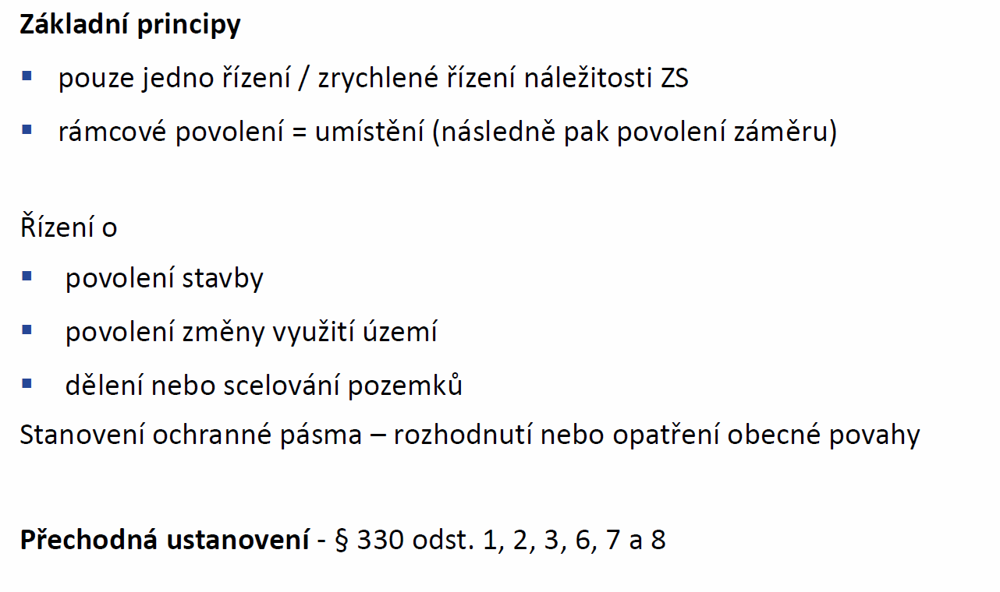 Základní principy
▪ pouze jedno řízení / zrychlené řízení náležitosti ZS
▪ rámcové povolení = umístění (následně pak povolení záměru)
Řízení o
▪ povolení stavby
▪ povolení změny využití území
▪ dělení nebo scelování pozemků
Stanovení ochranné pásma – rozhodnutí nebo opatření obecné povahy
Přechodná ustanovení - § 330 odst. 1, 2, 3, 6, 7 a 8